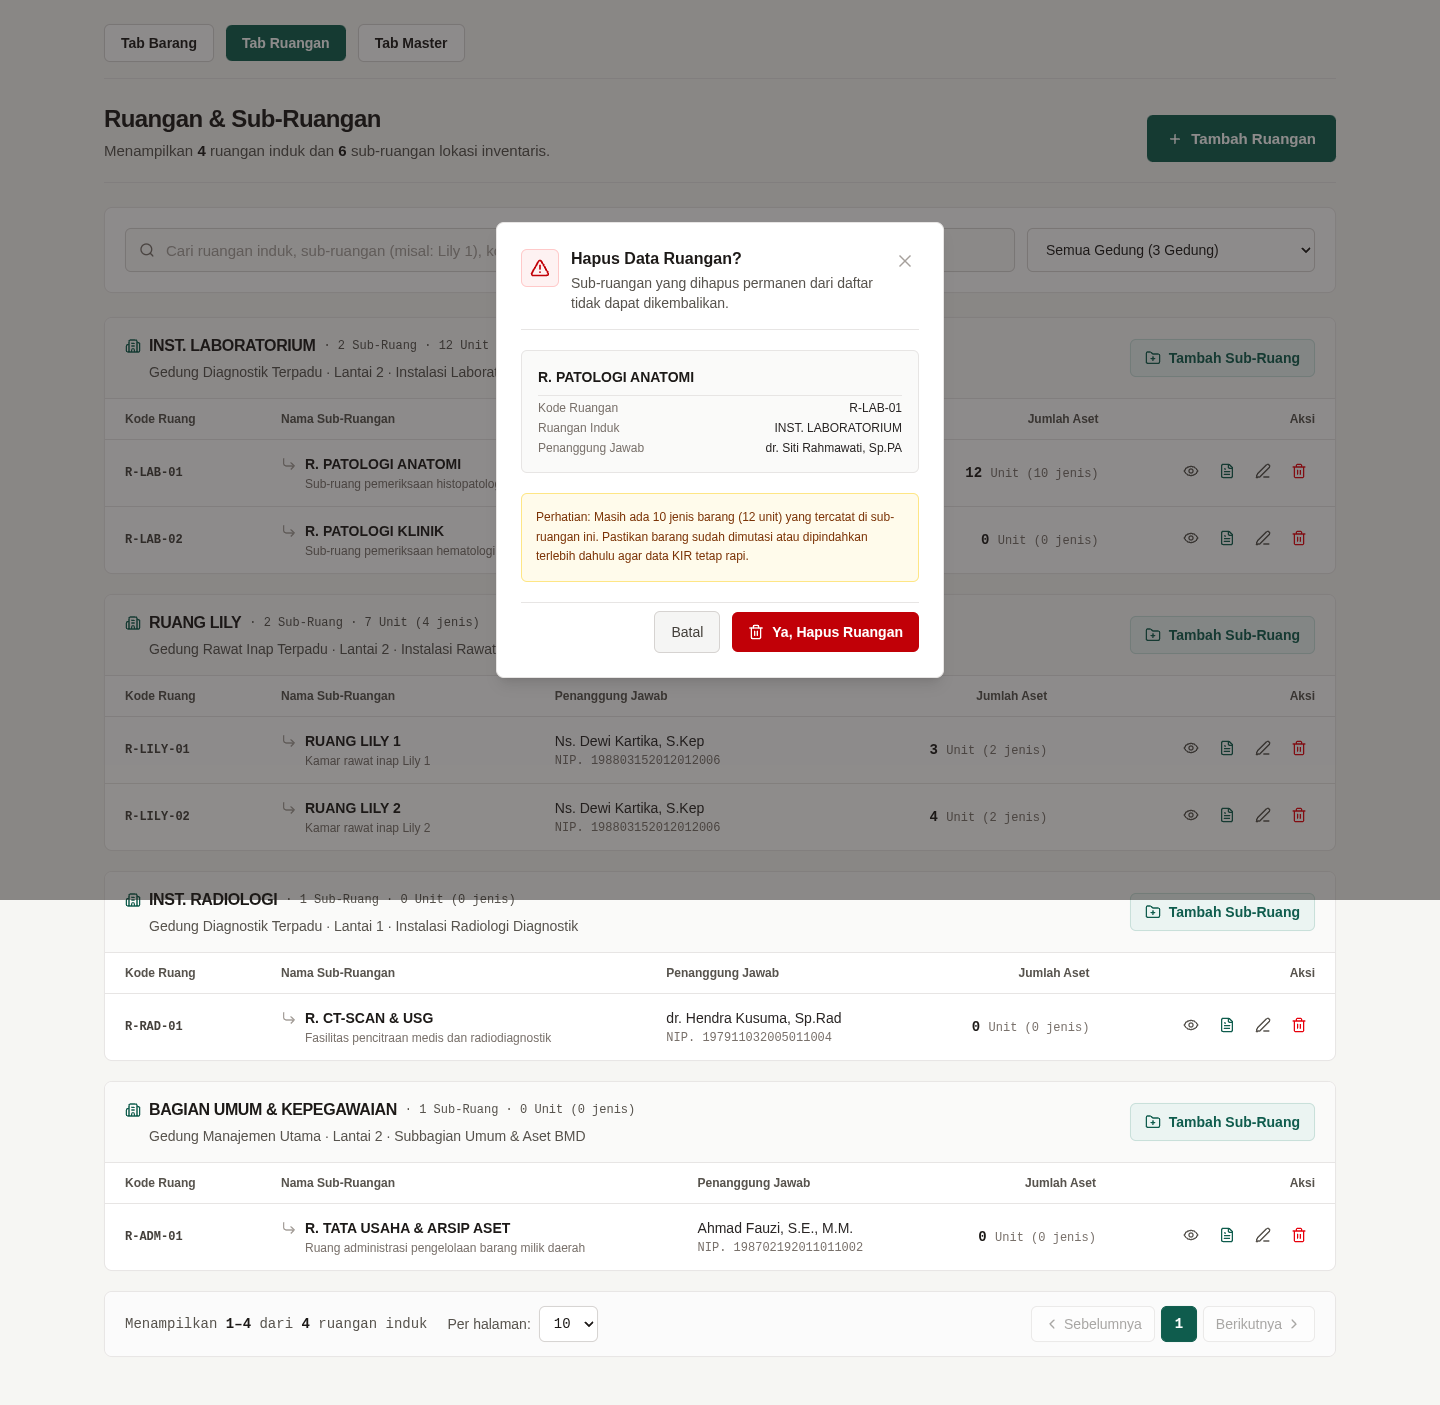 Tab Barang Tab Ruangan Tab Master
Ruangan & Sub-Ruangan
Menampilkan 4 ruangan induk dan 6 sub-ruangan lokasi inventaris.
Tambah Ruangan
Cari ruangan induk, sub-ruangan (misal: Lily 1),
Semua Gedung (3 Gedung)
Hapus Data Ruangan?
Sub-ruangan yang dihapus permanen dari daftar
tidak dapat dikembalikan.
R. PATOLOGI ANATOMI
Kode Ruangan R-LAB-01
Ruangan Induk INST. LABORATORIUM
Penanggung Jawab dr. Siti Rahmawati, Sp.PA
Perhatian: Masih ada 10 jenis barang (12 unit) yang tercatat di sub-
ruangan ini. Pastikan barang sudah dimutasi atau dipindahkan
terlebih dahulu agar data KIR tetap rapi.
Batal Ya, Hapus Ruangan
INST. LABORATORIUM · 2 Sub-Ruang · 12 Unit
Gedung Diagnostik Terpadu · Lantai 2 · Instalasi
Tambah Sub-Ruang
Kode Ruang Nama Sub-Ruangan Jumlah Aset Aksi
R-LAB-01 R. PATOLOGI ANATOMI 12 Unit (10 jenis)
Sub-ruang pemeriksaan
R-LAB-02 R. PATOLOGI KLINIK 0 Unit (0 jenis)
Sub-ruang pemeriksaan hematologi
RUANG LILY · 2 Sub-Ruang · 7 Unit (4 jenis)
Gedung Rawat Inap Terpadu · Lantai 2 · Instalasi Rawat
Tambah Sub-Ruang
Kode Ruang Nama Sub-Ruangan Penanggung Jawab Jumlah Aset Aksi
R-LILY-01 RUANG LILY 1 Ns. Dewi Kartika, S.Kep 3 Unit (2 jenis)
Kamar rawat inap Lily 1 NIP. 198803152012012006
R-LILY-02 RUANG LILY 2 Ns. Dewi Kartika, S.Kep 4 Unit (2 jenis)
Kamar rawat inap Lily 2 NIP. 198803152012012006
INST. RADIOLOGI · 1 Sub-Ruang · 0 Unit (0 jenis)
Gedung Diagnostik Terpadu · Lantai 1 · Instalasi Radiologi Diagnostik
Tambah Sub-Ruang
Kode Ruang Nama Sub-Ruangan Penanggung Jawab Jumlah Aset Aksi
R-RAD-01 R. CT-SCAN & USG dr. Hendra Kusuma, Sp.Rad 0 Unit (0 jenis)
Fasilitas pencitraan medis dan radiodiagnostik NIP. 197911032005011004
BAGIAN UMUM & KEPEGAWAIAN · 1 Sub-Ruang · 0 Unit (0 jenis)
Gedung Manajemen Utama · Lantai 2 · Subbagian Umum & Aset BMD
Tambah Sub-Ruang
Kode Ruang Nama Sub-Ruangan Penanggung Jawab Jumlah Aset Aksi
R-ADM-01 R. TATA USAHA & ARSIP ASET Ahmad Fauzi, S.E., M.M. 0 Unit (0 jenis)
Ruang administrasi pengelolaan barang milik daerah NIP. 198702192011011002
Menampilkan 1–4 dari 4 ruangan induk Per halaman: 10 Sebelumnya 1 Berikutnya